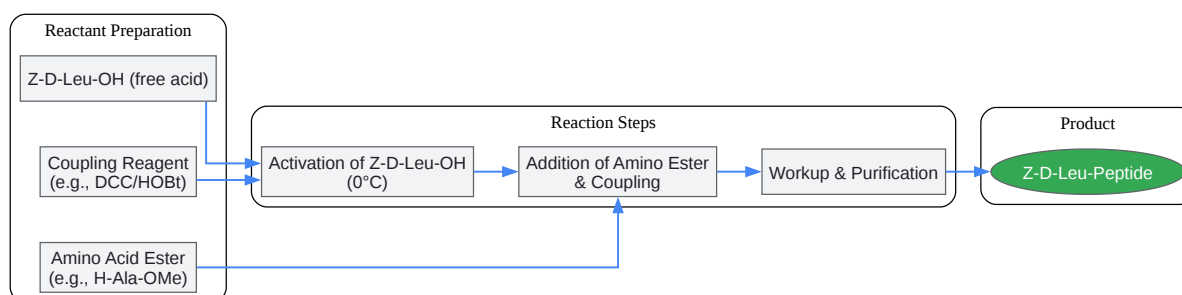 Reactant Preparation
Z-D-Leu-OH (free acid)
Coupling Reagent
(e.g., DCC/HOBt)
Amino Acid Ester
(e.g., H-Ala-OMe)
Reaction Steps
Activation of Z-D-Leu-OH
(0°C)
Addition of Amino Ester
& Coupling
Workup & Purification
Product
Z-D-Leu-Peptide